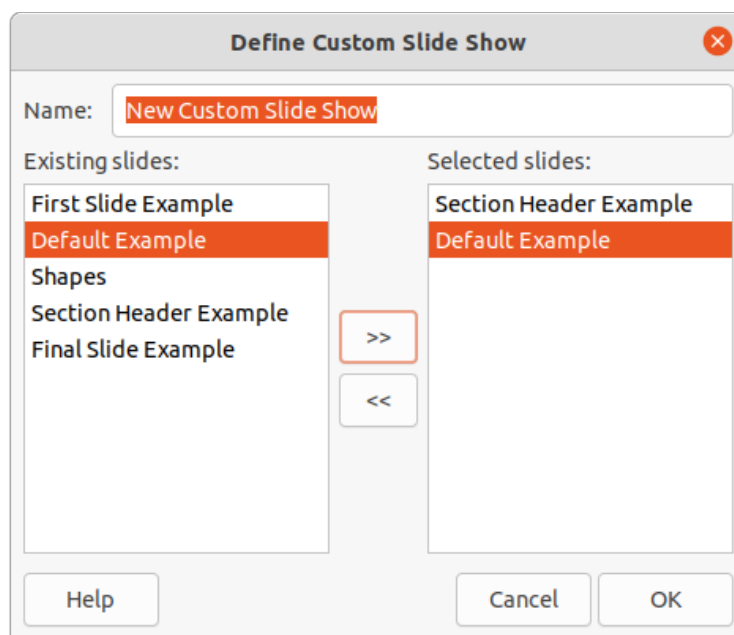 Define Custom Slide Show
Name: New Custom Slide Show
Existing slides:
First Slide Example
Default Example
Shapes
Section Header Example
Final Slide Example
>>
<<
Selected slides:
Section Header Example
Default Example
Help
Cancel
OK